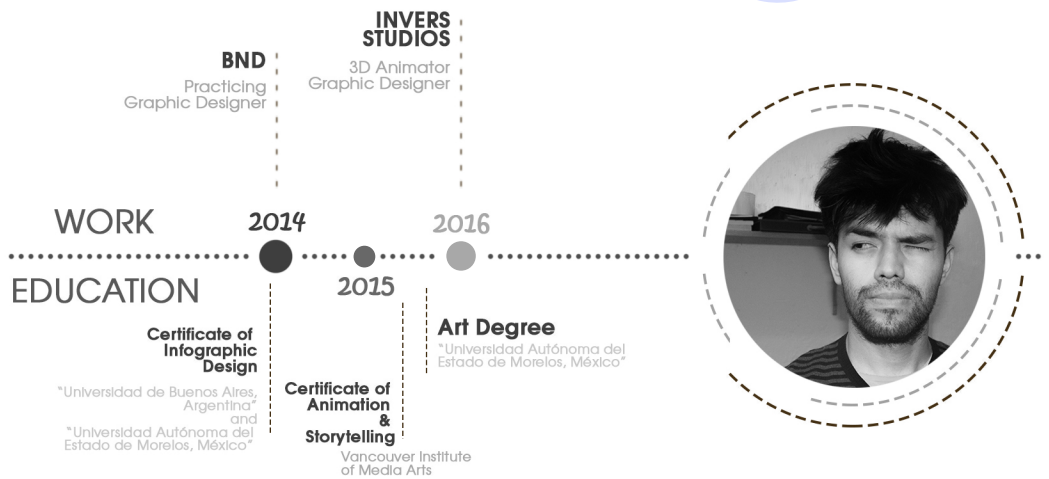 INVERS
STUDIOS
3D Animator
Graphic Designer
BND
Practicing
Graphic Designer
WORK
2014
2016
EDUCATION
2015
Certificate of
Infographic
Design
"Universidad de Buenos Aires,
Argentina"
and
"Universidad Autónoma del
Estado de Morelos, México"
Certificate of
Animation
&
Storytelling
Vancouver Institute
of Media Arts
Art Degree
"Universidad Autónoma del
Estado de Morelos, México"